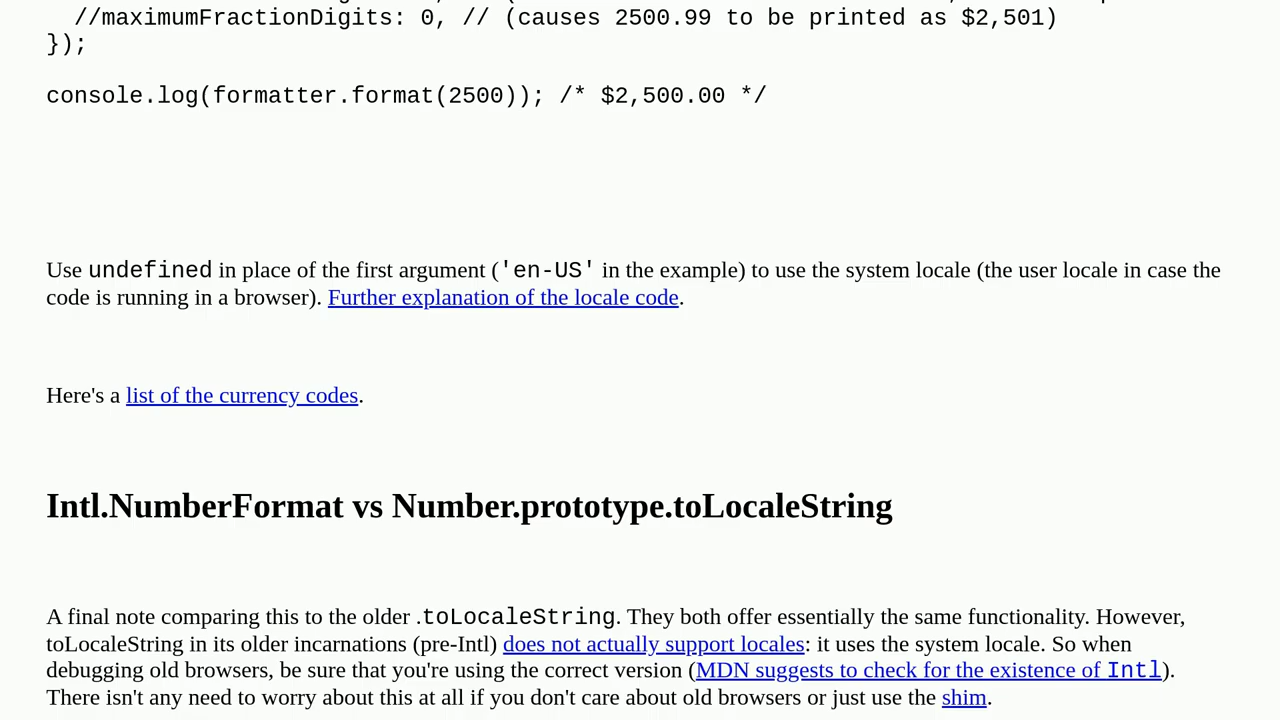 //maximumFractionDigits: 0, // (causes 2500.99 to be printed as $2,501)
});
console.log(formatter.format(2500)); /* $2,500.00 */
Use undefined in place of the first argument ('en-US' in the example) to use the system locale (the user locale in case the
code is running in a browser). Further explanation of the locale code.
Here's a list of the currency codes.
Intl.NumberFormat vs Number.prototype.toLocaleString
A final note comparing this to the older .toLocaleString. They both offer essentially the same functionality. However,
toLocaleString in its older incarnations (pre-Intl) does not actually support locales: it uses the system locale. So when
debugging old browsers, be sure that you're using the correct version (MDN suggests to check for the existence of Intl).
There isn't any need to worry about this at all if you don't care about old browsers or just use the shim.